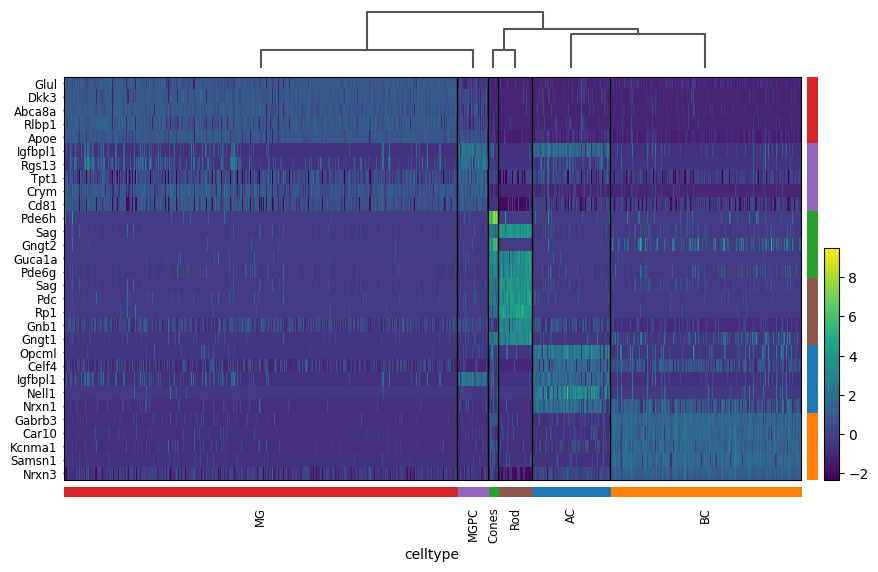 Glul
Dkk3
Abca8a
Rlbp1
Apoe
Igfbpl1
Rgs13
Tpt1
Crym
Cd81
Pde6h
Sag
Gngt2
Guca1a
Pde6g
Sag
Pdc
Rp1
Gnb1
Gngt1
Opcml
Celf4
Igfbpl1
Nell1
Nrxn1
Gabrb3
Car10
Kcnma1
Samsn1
Nrxn3
8
6
4
2
0
−2
MG
MGPC
Cones
Rod
AC
BC
celltype